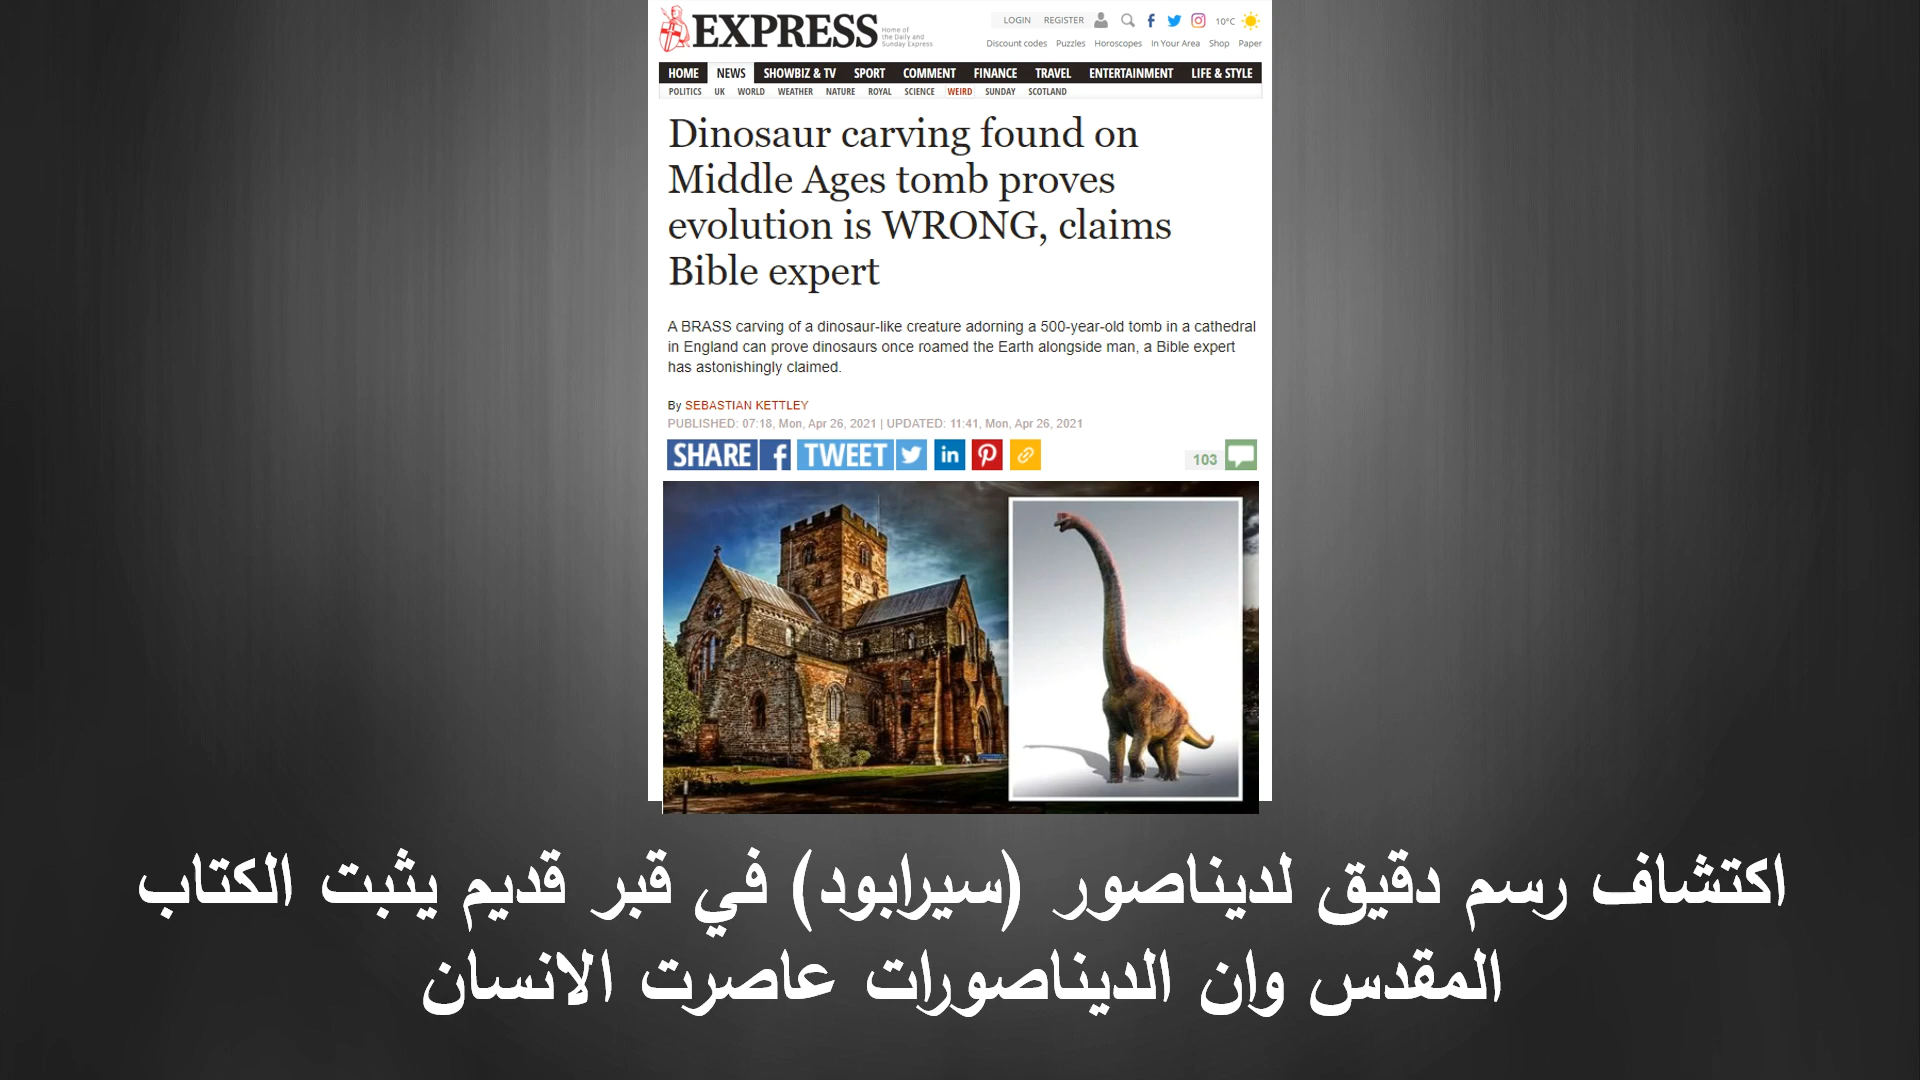 EXPRESS
Home of
the Daily and
Sunday Express
LOGIN REGISTER 10°C
Discount codes Puzzles Horoscopes In Your Area Shop Paper
HOME NEWS SHOWBIZ & TV SPORT COMMENT FINANCE TRAVEL ENTERTAINMENT LIFE & STYLE
POLITICS UK WORLD WEATHER NATURE ROYAL SCIENCE WEIRD SUNDAY SCOTLAND
Dinosaur carving found on
Middle Ages tomb proves
evolution is WRONG, claims
Bible expert
A BRASS carving of a dinosaur-like creature adorning a 500-year-old tomb in a cathedral
in England can prove dinosaurs once roamed the Earth alongside man, a Bible expert
has astonishingly claimed.
By SEBASTIAN KETTLEY
PUBLISHED: 07:18, Mon, Apr 26, 2021 | UPDATED: 11:41, Mon, Apr 26, 2021
SHARE f TWEET in 103
اكتشاف رسم دقيق لديناصور (سيرابود) في قبر قديم يثبت الكتاب
المقدس وان الديناصورات عاصرت الانسان